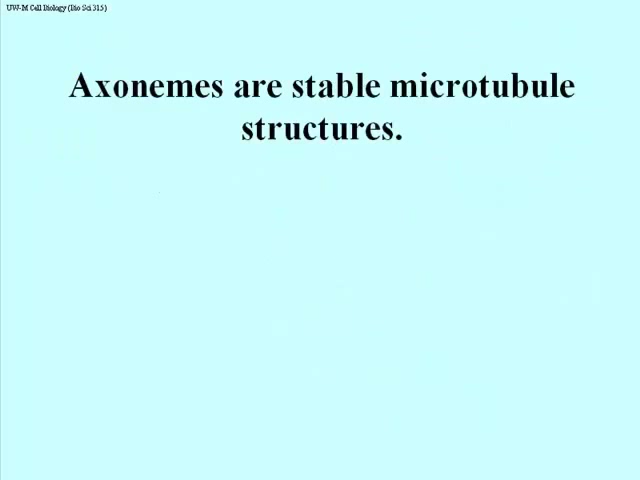 UW-M Cell Biology (Bio Sci 315)
Axonemes are stable microtubule
structures.